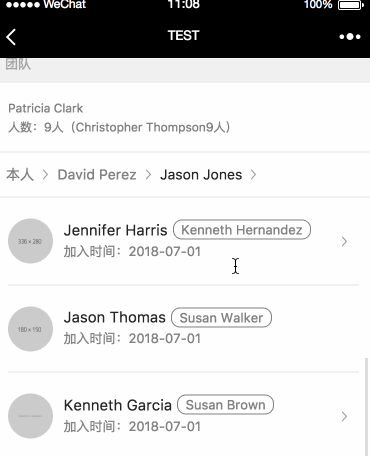 WeChat 11:08 100%
TEST
团队
Patricia Clark
人数：9人（Christopher Thompson9人）
本人 David Perez Jason Jones
330 × 280
Jennifer Harris Kenneth Hernandez
加入时间：2018-07-01
180 × 150
Jason Thomas Susan Walker
加入时间：2018-07-01
Kenneth Garcia Susan Brown
加入时间：2018-07-01